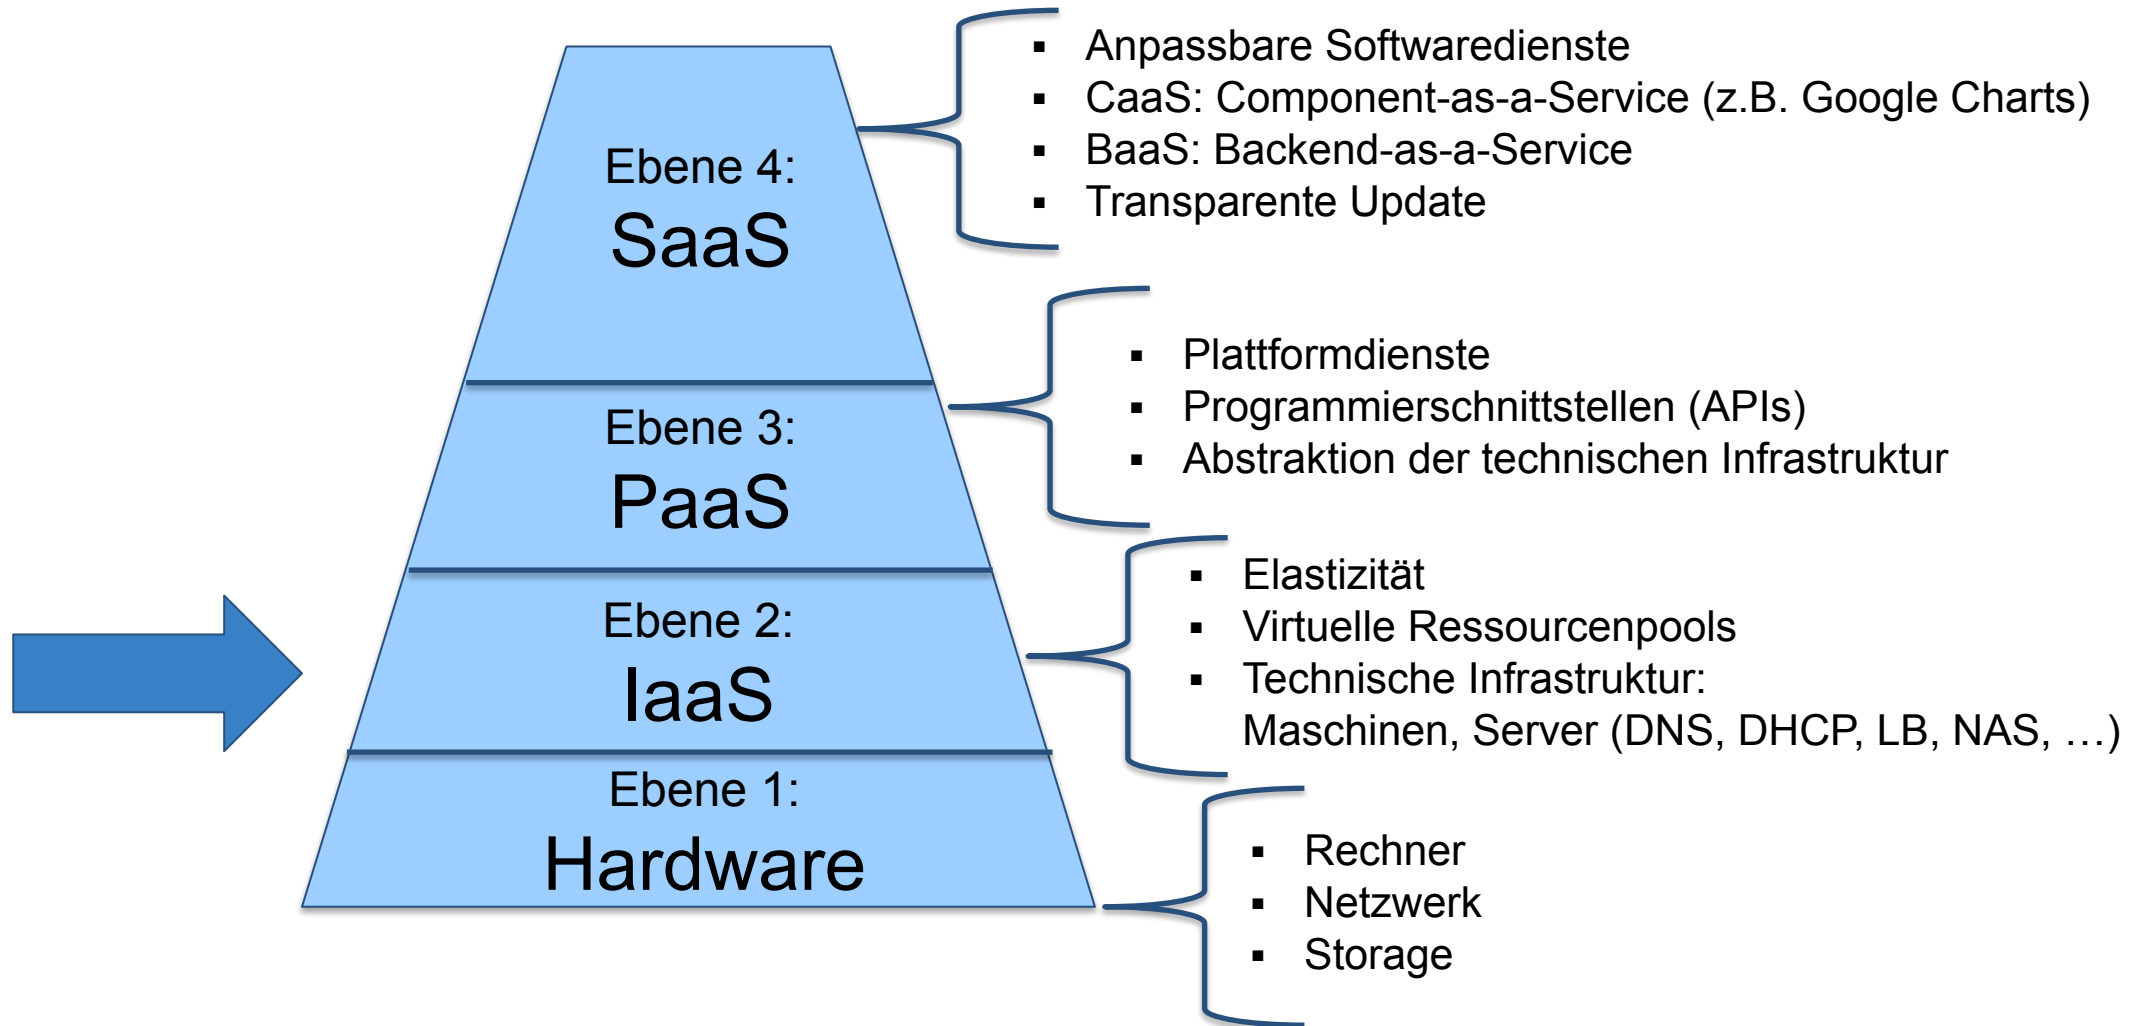 Ebene 4:
SaaS
▪ Anpassbare Softwaredienste
▪ CaaS: Component-as-a-Service (z.B. Google Charts)
▪ BaaS: Backend-as-a-Service
▪ Transparente Update
Ebene 3:
PaaS
▪ Plattformdienste
▪ Programmierschnittstellen (APIs)
▪ Abstraktion der technischen Infrastruktur
Ebene 2:
IaaS
▪ Elastizität
▪ Virtuelle Ressourcenpools
▪ Technische Infrastruktur:
Maschinen, Server (DNS, DHCP, LB, NAS, …)
Ebene 1:
Hardware
▪ Rechner
▪ Netzwerk
▪ Storage